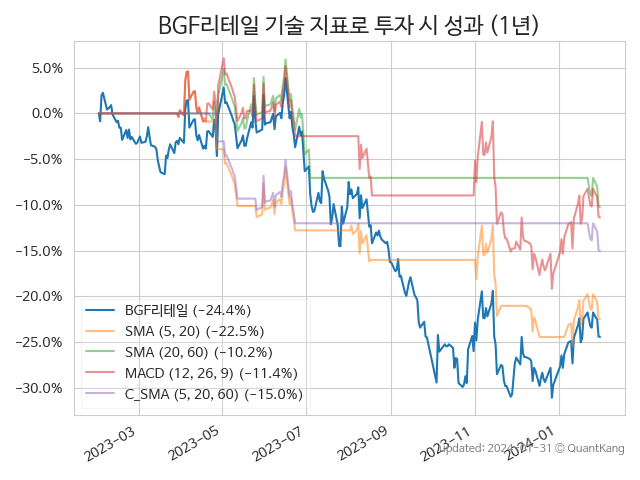 BGF리테일 기술 지표로 투자 시 성과 (1년)
5.0%
0.0%
−5.0%
−10.0%
−15.0%
−20.0%
−25.0%
−30.0%
BGF리테일 (−24.4%)
SMA (5, 20) (−22.5%)
SMA (20, 60) (−10.2%)
MACD (12, 26, 9) (−11.4%)
C_SMA (5, 20, 60) (−15.0%)
2023−03
2023−05
2023−07
2023−09
2023−11
2024−01
updated: 2024−01−31 © QuantKang